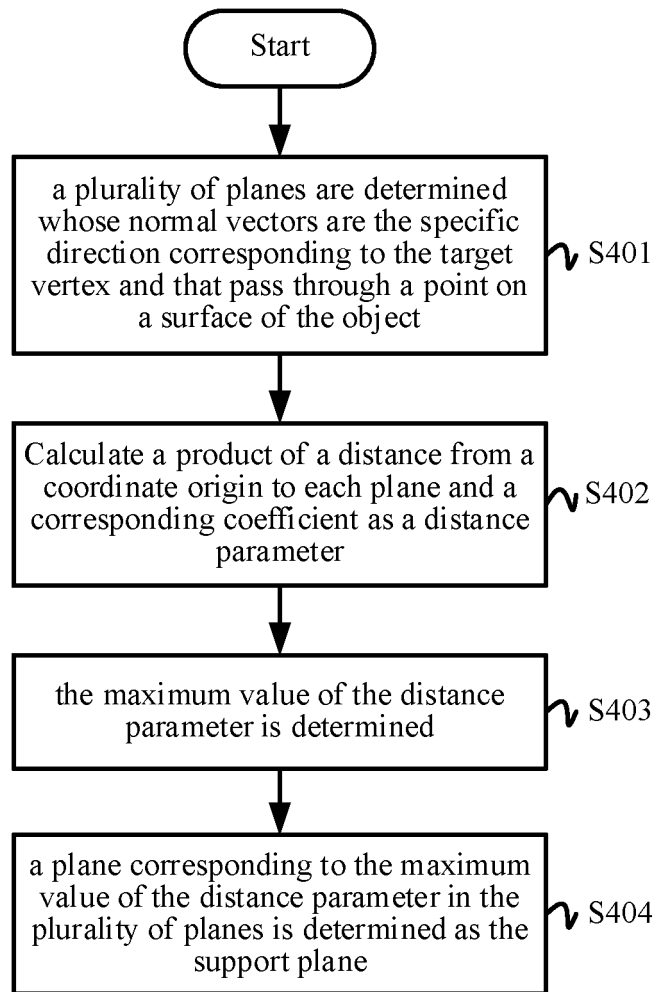 Start
a plurality of planes are determined
whose normal vectors are the specific
direction corresponding to the target
vertex and that pass through a point on
a surface of the object
S401
Calculate a product of a distance from a
coordinate origin to each plane and a
corresponding coefficient as a distance
parameter
S402
the maximum value of the distance
parameter is determined
S403
a plane corresponding to the maximum
value of the distance parameter in the
plurality of planes is determined as the
support plane
S404